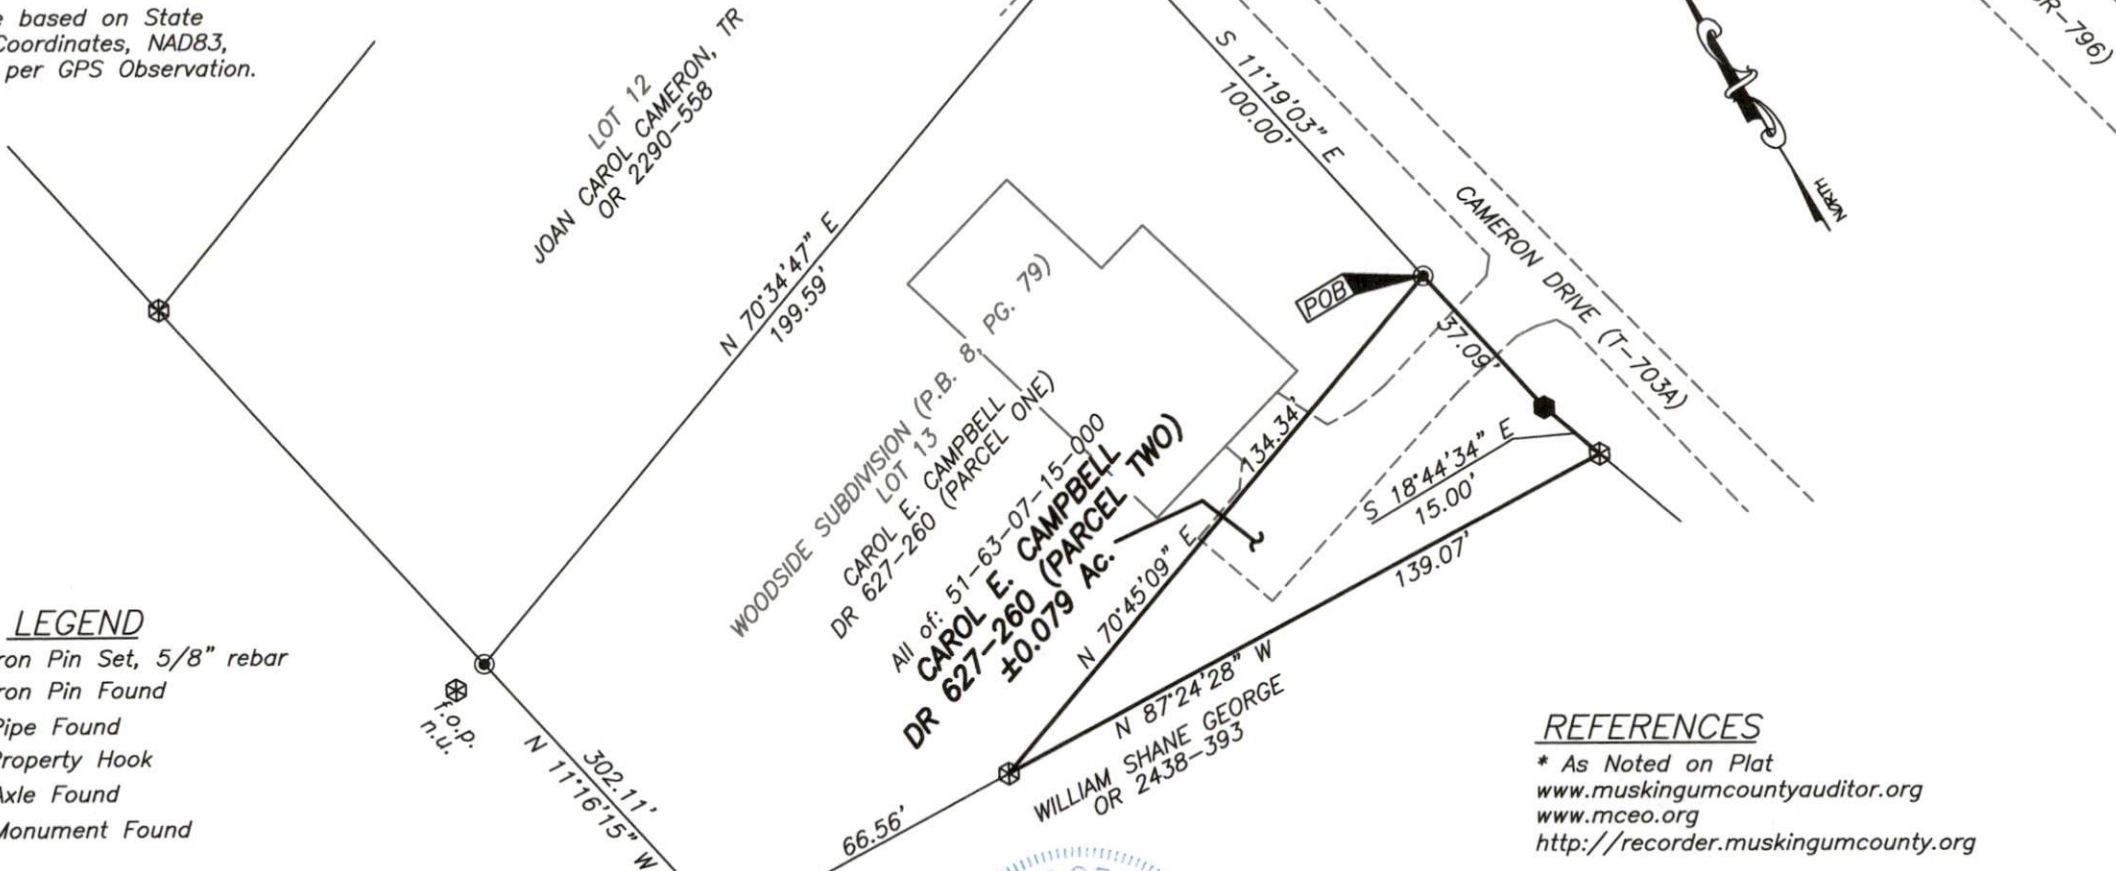 based on State
Coordinates, NAD83,
per GPS Observation.
LOT 12
JOAN CAROL CAMERON, TR
OR 2290-558
S 11°19'03" E
100.00'
NORTH
CAMERON DRIVE (T-703A)
N 70°34'47" E
199.59'
POB
37.09'
WOODSIDE SUBDIVISION (P.B. 8, PG. 79)
LOT 13
CAROL E. CAMPBELL
DR 627-260 (PARCEL ONE)
All of: 51-63-07-15-000
CAROL E. CAMPBELL
DR 627-260 (PARCEL TWO)
±0.079 AC.
134.34'
N 70°45'09" E
S 18°44'34" E
15.00'
139.07'
N 87°24'28" W
WILLIAM SHANE GEORGE
OR 2438-393
66.56'
302.11'
N 11°16'15" W
f.o.p.
n.u.
LEGEND
Pin Set, 5/8" rebar
Pin Found
Pipe Found
Property Hook
Axle Found
Monument Found
REFERENCES
* As Noted on Plat
www.muskingumcountyauditor.org
www.mceo.org
http://recorder.muskingumcounty.org